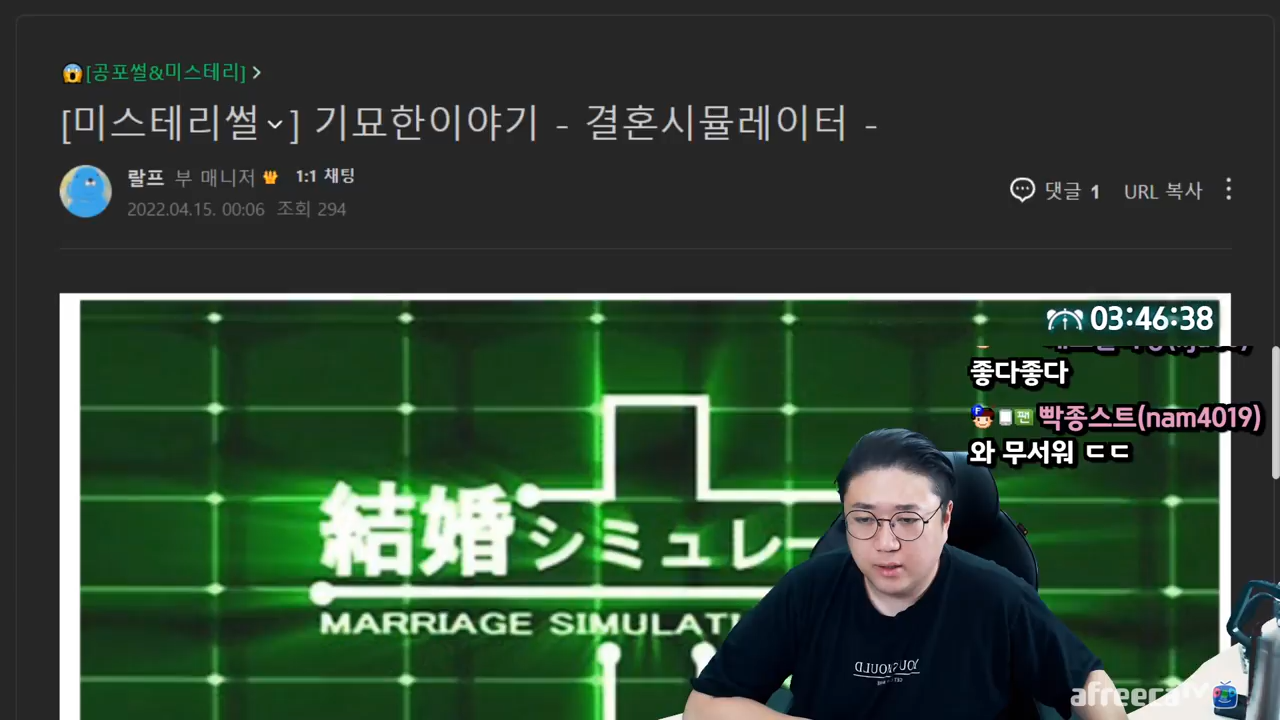 [공포썰&미스테리]
[미스테리썰] 기묘한이야기 - 결혼시뮬레이터 -
랄프 부 매니저 1:1 채팅
2022.04.15. 00:06 조회 294
댓글 1 URL 복사
03:46:38
좋다좋다
팬 빡종스트(nam4019)
와 무서워 ㄷㄷ
結婚シミュレー
MARRIAGE SIMULAT
afreecaTV